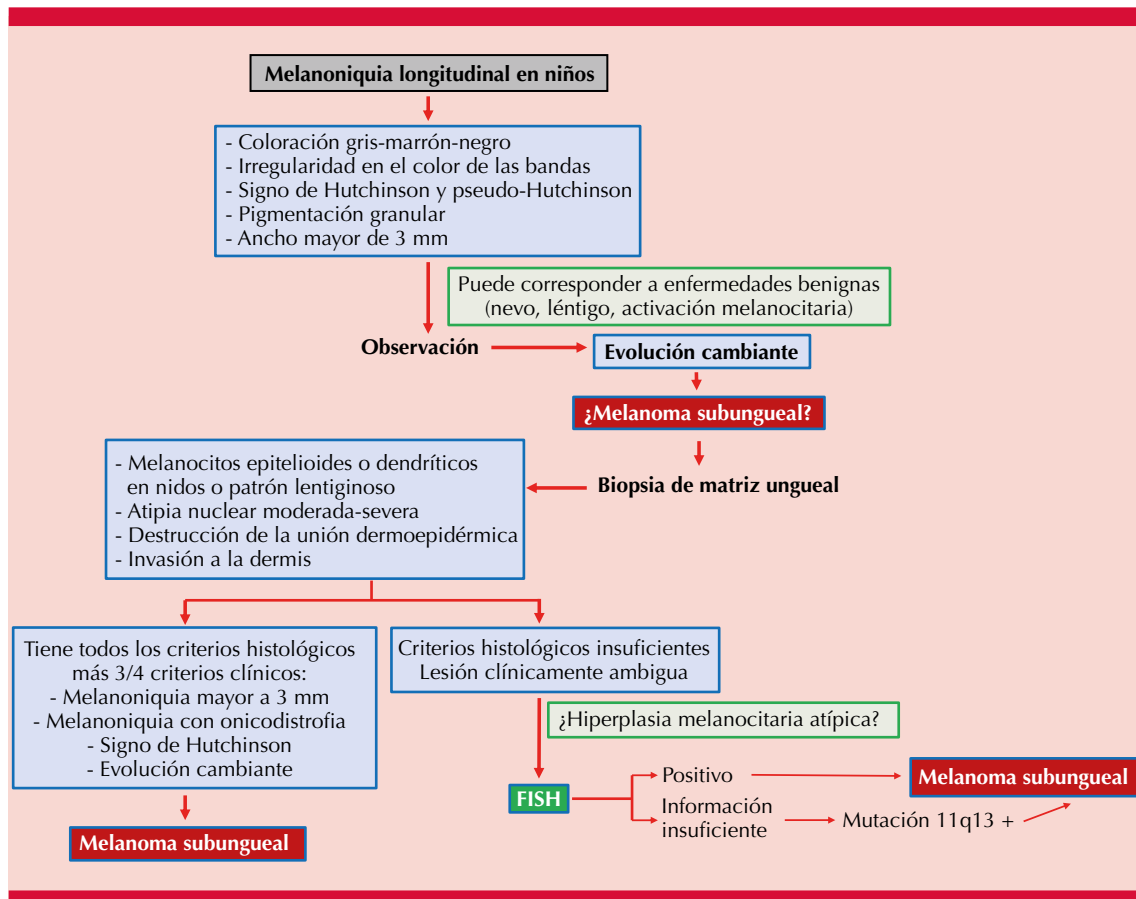 Melanoniquia longitudinal en niños
- Coloración gris-marrón-negro
- Irregularidad en el color de las bandas
- Signo de Hutchinson y pseudo-Hutchinson
- Pigmentación granular
- Ancho mayor de 3 mm
Puede corresponder a enfermedades benignas
(nevo, léntigo, activación melanocitaria)
Observación
Evolución cambiante
¿Melanoma subungueal?
Biopsia de matriz ungueal
- Melanocitos epitelioides o dendríticos
en nidos o patrón lentiginoso
- Atipia nuclear moderada-severa
- Destrucción de la unión dermoepidérmica
- Invasión a la dermis
Tiene todos los criterios histológicos
más 3/4 criterios clínicos:
- Melanoniquia mayor a 3 mm
- Melanoniquia con onicodistrofia
- Signo de Hutchinson
- Evolución cambiante
Melanoma subungueal
Criterios histológicos insuficientes
Lesión clínicamente ambigua
¿Hiperplasia melanocitaria atípica?
FISH
Positivo
Melanoma subungueal
Información
insuficiente
Mutación 11q13 +